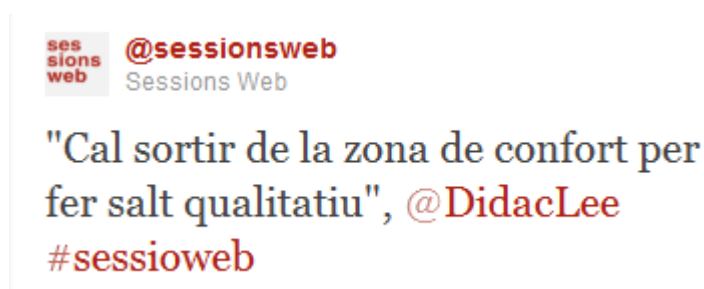 ses
sions
web
@sessionsweb
Sessions Web
"Cal sortir de la zona de confort per
fer salt qualitatiu", @DidacLee
#sessioweb